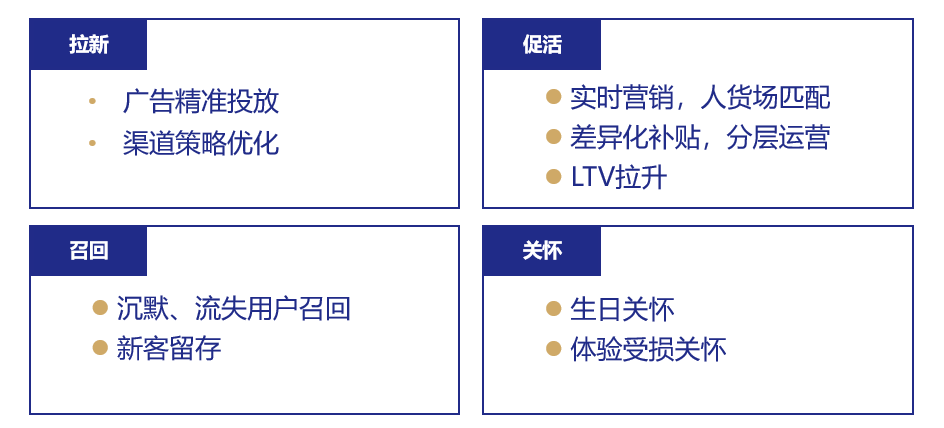 拉新
广告精准投放
渠道策略优化
促活
实时营销，人货场匹配
差异化补贴，分层运营
LTV拉升
召回
沉默、流失用户召回
新客留存
关怀
生日关怀
体验受损关怀